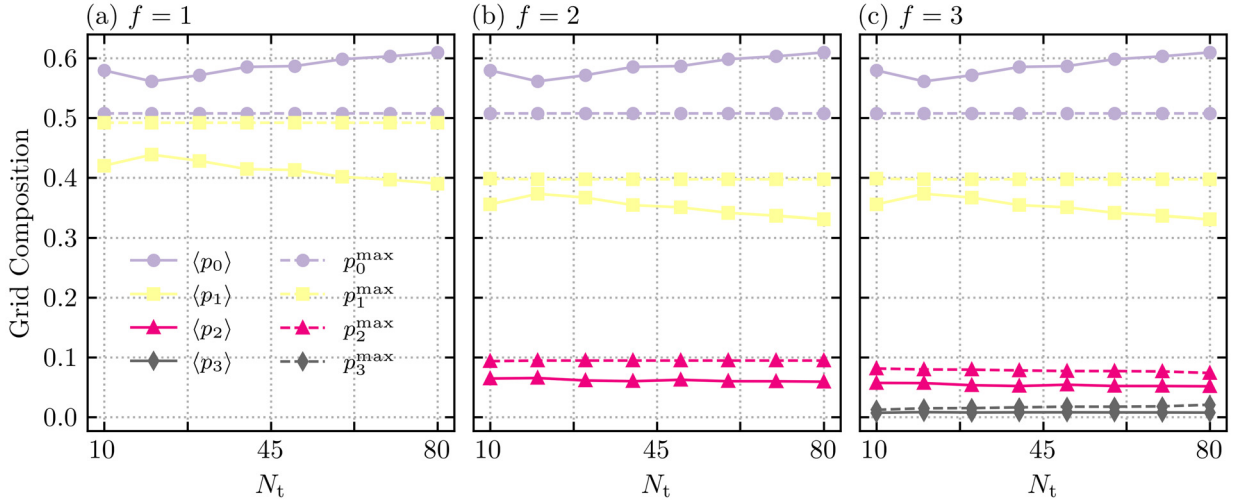 (a) f = 1
(b) f = 2
(c) f = 3
Grid Composition
0.6
0.5
0.4
0.3
0.2
0.1
0.0
⟨p₀⟩ p₀ᵐᵃˣ
⟨p₁⟩ p₁ᵐᵃˣ
⟨p₂⟩ p₂ᵐᵃˣ
⟨p₃⟩ p₃ᵐᵃˣ
10 45 80
10 45 80
10 45 80
Nₜ
Nₜ
Nₜ